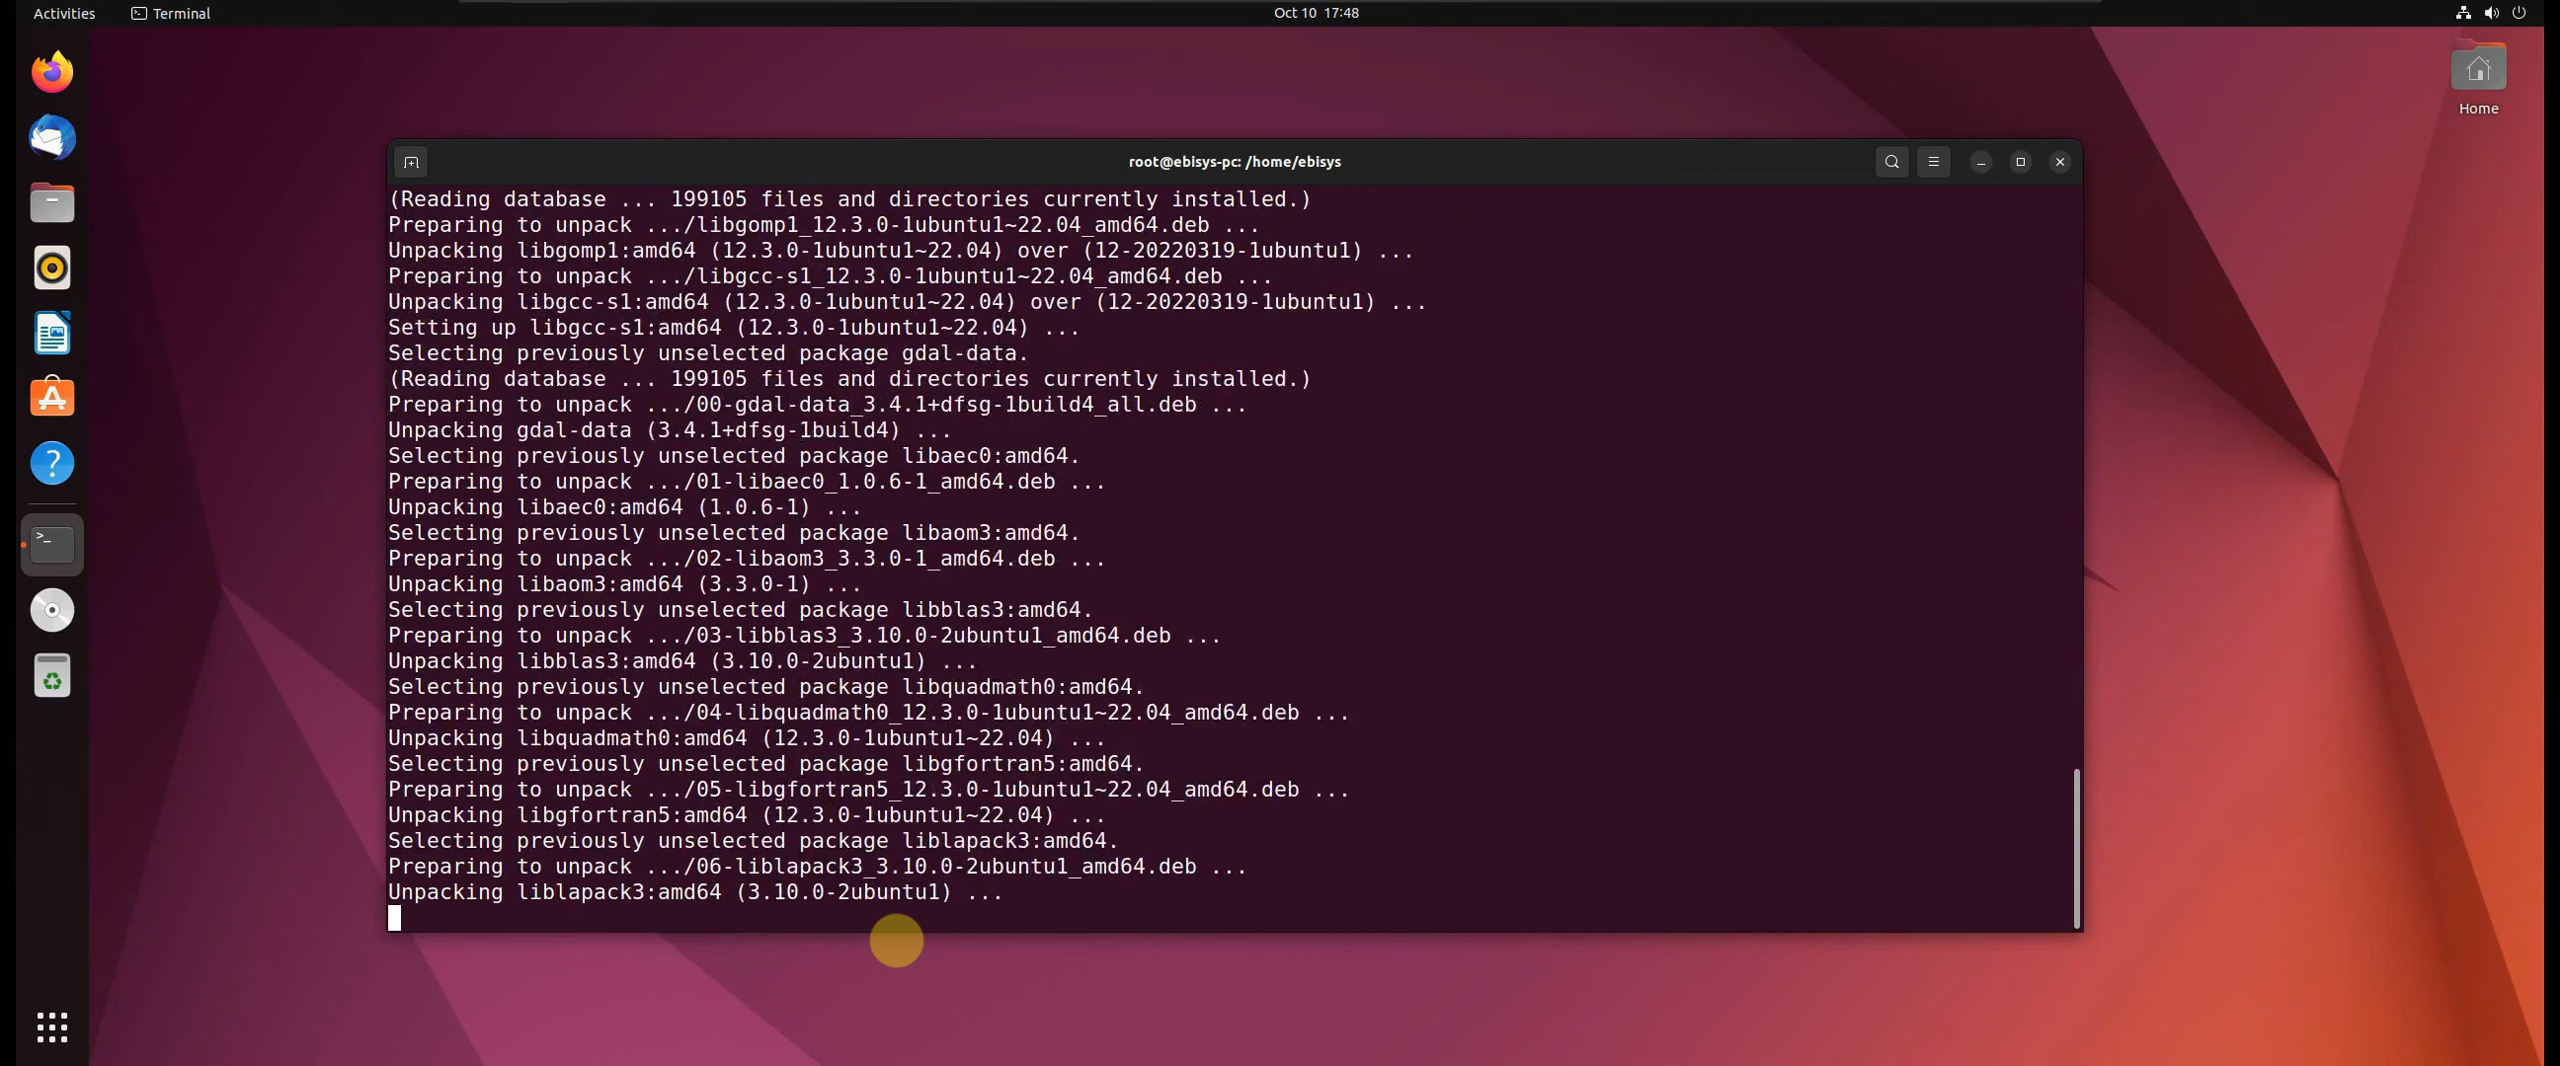 Activities Terminal Oct 10 17:48
Home
root@ebisys-pc: /home/ebisys
(Reading database ... 199105 files and directories currently installed.)
Preparing to unpack .../libgomp1_12.3.0-1ubuntu1~22.04_amd64.deb ...
Unpacking libgomp1:amd64 (12.3.0-1ubuntu1~22.04) over (12-20220319-1ubuntu1) ...
Preparing to unpack .../libgcc-s1_12.3.0-1ubuntu1~22.04_amd64.deb ...
Unpacking libgcc-s1:amd64 (12.3.0-1ubuntu1~22.04) over (12-20220319-1ubuntu1) ...
Setting up libgcc-s1:amd64 (12.3.0-1ubuntu1~22.04) ...
Selecting previously unselected package gdal-data.
(Reading database ... 199105 files and directories currently installed.)
Preparing to unpack .../00-gdal-data_3.4.1+dfsg-1build4_all.deb ...
Unpacking gdal-data (3.4.1+dfsg-1build4) ...
Selecting previously unselected package libaec0:amd64.
Preparing to unpack .../01-libaec0_1.0.6-1_amd64.deb ...
Unpacking libaec0:amd64 (1.0.6-1) ...
Selecting previously unselected package libaom3:amd64.
Preparing to unpack .../02-libaom3_3.3.0-1_amd64.deb ...
Unpacking libaom3:amd64 (3.3.0-1) ...
Selecting previously unselected package libblas3:amd64.
Preparing to unpack .../03-libblas3_3.10.0-2ubuntu1_amd64.deb ...
Unpacking libblas3:amd64 (3.10.0-2ubuntu1) ...
Selecting previously unselected package libquadmath0:amd64.
Preparing to unpack .../04-libquadmath0_12.3.0-1ubuntu1~22.04_amd64.deb ...
Unpacking libquadmath0:amd64 (12.3.0-1ubuntu1~22.04) ...
Selecting previously unselected package libgfortran5:amd64.
Preparing to unpack .../05-libgfortran5_12.3.0-1ubuntu1~22.04_amd64.deb ...
Unpacking libgfortran5:amd64 (12.3.0-1ubuntu1~22.04) ...
Selecting previously unselected package liblapack3:amd64.
Preparing to unpack .../06-liblapack3_3.10.0-2ubuntu1_amd64.deb ...
Unpacking liblapack3:amd64 (3.10.0-2ubuntu1) ...